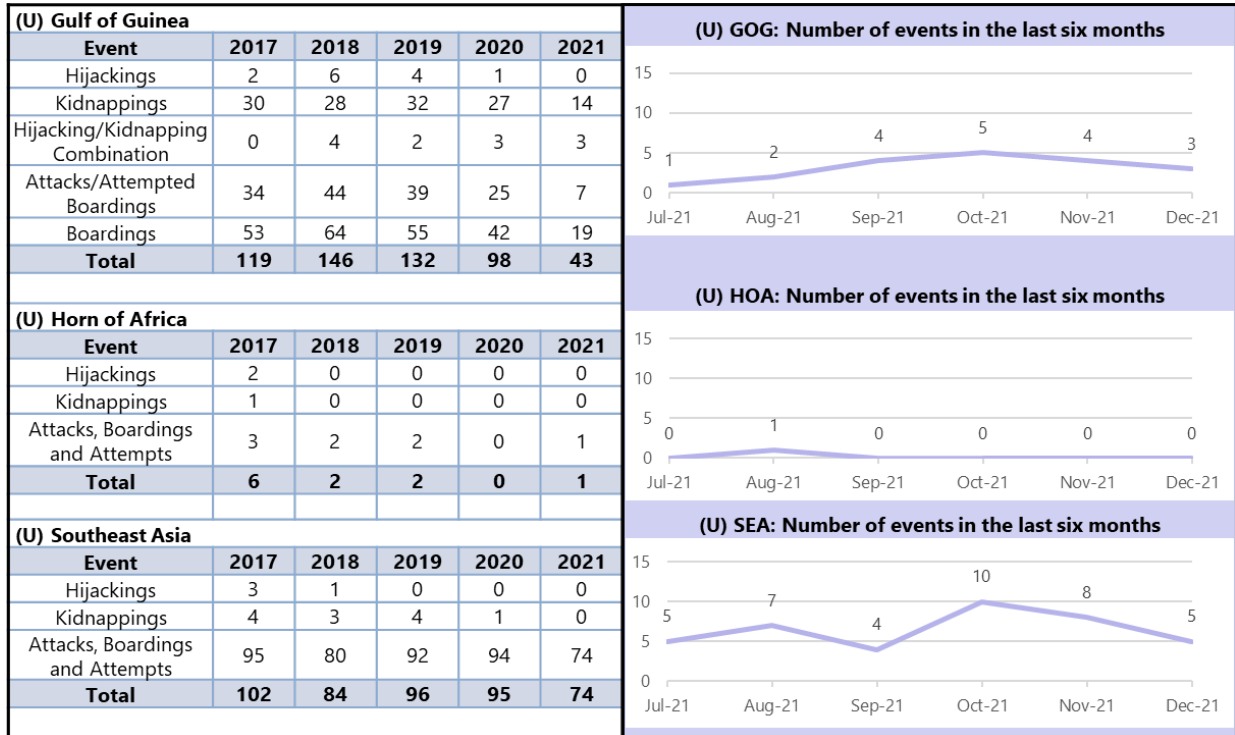 (U) Gulf of Guinea
Event 2017 2018 2019 2020 2021
Hijackings 2 6 4 1 0
Kidnappings 30 28 32 27 14
Hijacking/Kidnapping
Combination 0 4 2 3 3
Attacks/Attempted
Boardings 34 44 39 25 7
Boardings 53 64 55 42 19
Total 119 146 132 98 43
(U) Horn of Africa
Event 2017 2018 2019 2020 2021
Hijackings 2 0 0 0 0
Kidnappings 1 0 0 0 0
Attacks, Boardings
and Attempts 3 2 2 0 1
Total 6 2 2 0 1
(U) Southeast Asia
Event 2017 2018 2019 2020 2021
Hijackings 3 1 0 0 0
Kidnappings 4 3 4 1 0
Attacks, Boardings
and Attempts 95 80 92 94 74
Total 102 84 96 95 74
(U) GOG: Number of events in the last six months
15
10
5
0
1 2 4 5 4 3
Jul-21 Aug-21 Sep-21 Oct-21 Nov-21 Dec-21
(U) HOA: Number of events in the last six months
15
10
5
0
0 1 0 0 0 0
Jul-21 Aug-21 Sep-21 Oct-21 Nov-21 Dec-21
(U) SEA: Number of events in the last six months
15
10
5
0
5 7 4 10 8 5
Jul-21 Aug-21 Sep-21 Oct-21 Nov-21 Dec-21